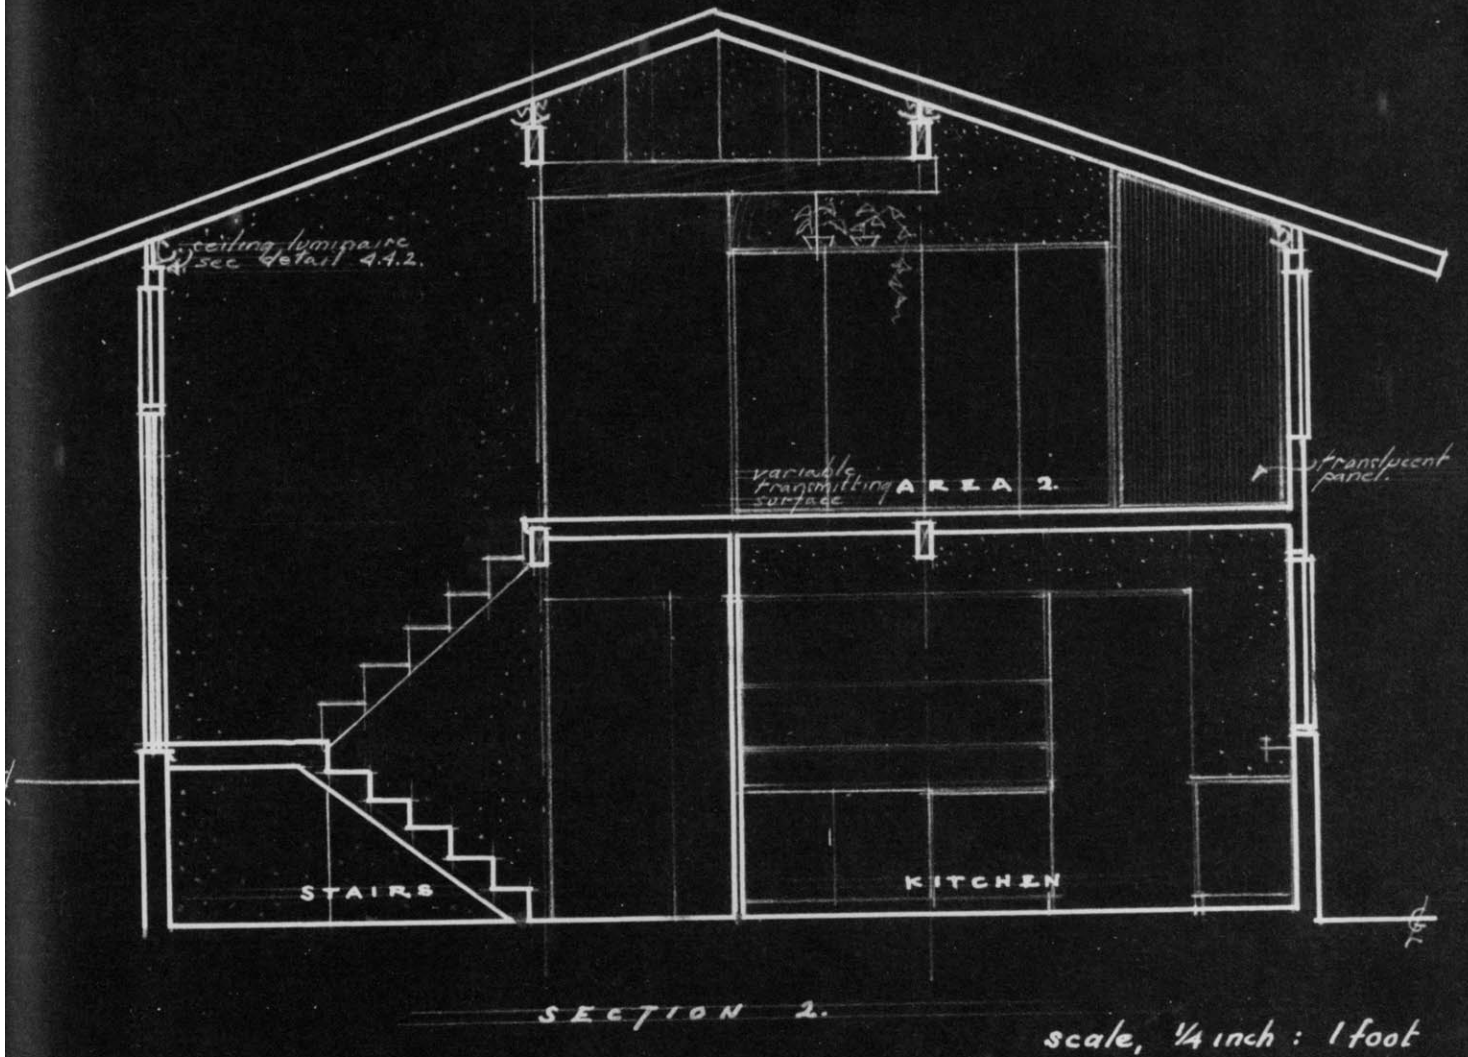 ceiling luminaire
see detail 4.4.2.
variable
transmitting
surface
AREA 2.
translucent
panel.
STAIRS
KITCHEN
SECTION 2.
scale, ¼ inch : 1 foot